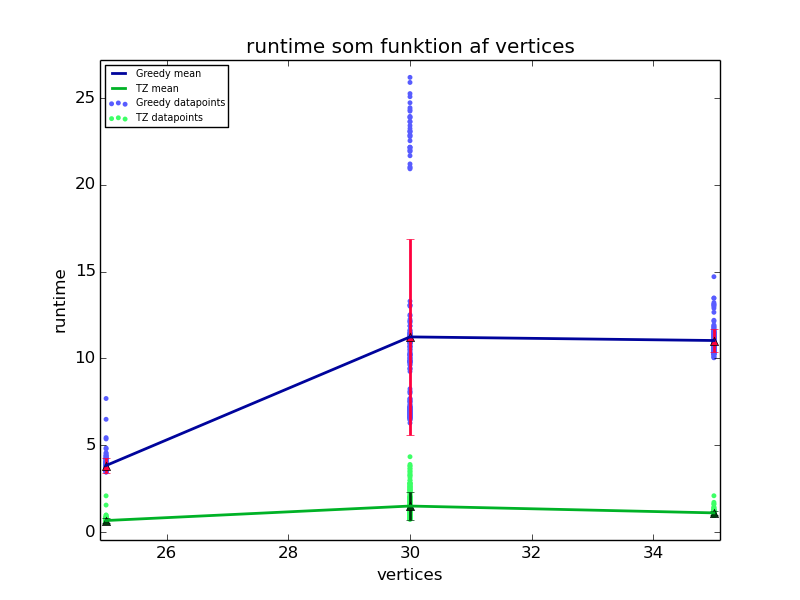 runtime som funktion af vertices
Greedy mean
TZ mean
Greedy datapoints
TZ datapoints
25
20
15
10
5
0
runtime
26 28 30 32 34
vertices